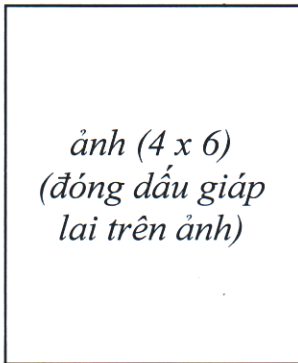 ảnh (4 x 6)
(đóng dấu giáp
lai trên ảnh)